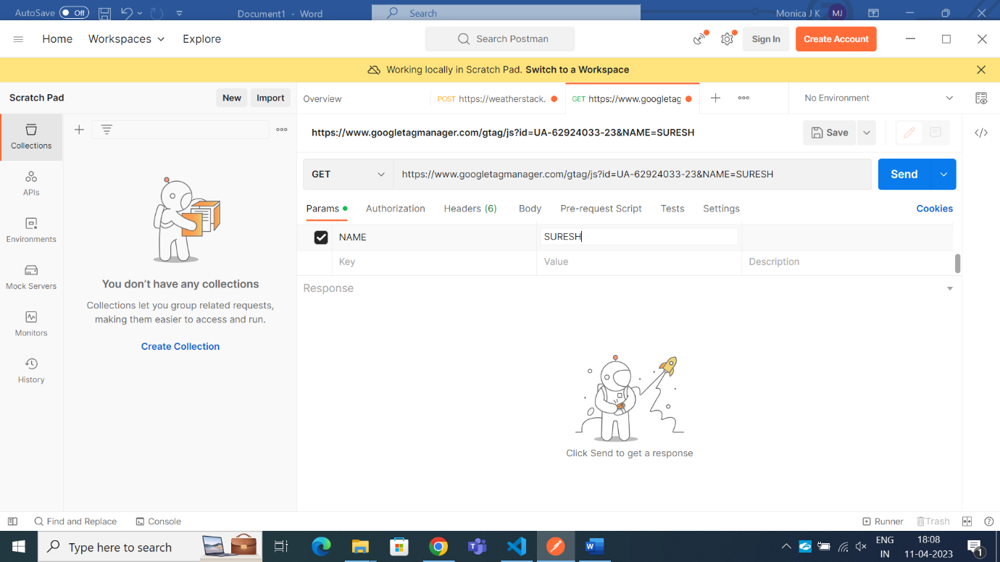 AutoSave Off Document1 - Word Search Monica J K MJ
Home Workspaces Explore Search Postman Sign In Create Account
Working locally in Scratch Pad. Switch to a Workspace
Scratch Pad New Import Overview POST https://weatherstack. GET https://www.googletag No Environment
Collections
https://www.googletagmanager.com/gtag/js?id=UA-62924033-23&NAME=SURESH Save
APIs
GET https://www.googletagmanager.com/gtag/js?id=UA-62924033-23&NAME=SURESH Send
Environments
Params Authorization Headers (6) Body Pre-request Script Tests Settings Cookies
NAME SURESH
Key Value Description
Mock Servers
You don't have any collections
Response
Collections let you group related requests,
making them easier to access and run.
Monitors
Create Collection
History
Click Send to get a response
Find and Replace Console Runner Trash
Type here to search
ENG
IN
18:08
11-04-2023
1